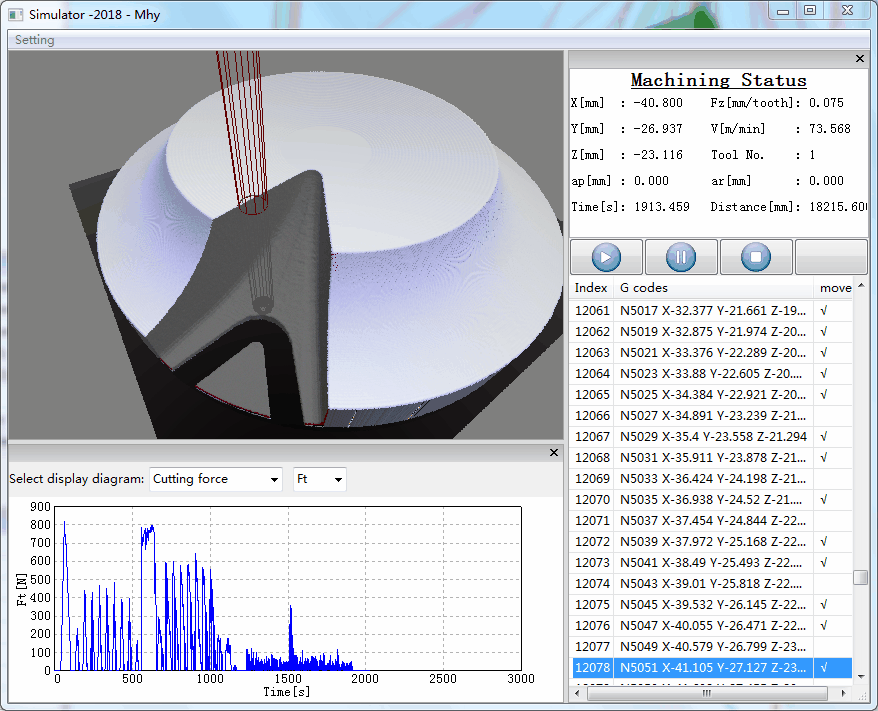 Simulator -2018 - Mhy
Setting
Machining Status
X[mm] : -40.800 Fz[mm/tooth]: 0.075
Y[mm] : -26.937 V[m/min] : 73.568
Z[mm] : -23.116 Tool No. : 1
ap[mm] : 0.000 ar[mm] : 0.000
Time[s]: 1913.459 Distance[mm]: 18215.60
Index G codes move
12061 N5017 X-32.377 Y-21.661 Z-19... √
12062 N5019 X-32.875 Y-21.974 Z-20... √
12063 N5021 X-33.376 Y-22.289 Z-20... √
12064 N5023 X-33.88 Y-22.605 Z-20.... √
12065 N5025 X-34.384 Y-22.921 Z-20... √
12066 N5027 X-34.891 Y-23.239 Z-21...
12067 N5029 X-35.4 Y-23.558 Z-21.294 √
12068 N5031 X-35.911 Y-23.878 Z-21... √
12069 N5033 X-36.424 Y-24.198 Z-21...
12070 N5035 X-36.938 Y-24.52 Z-21.... √
12071 N5037 X-37.454 Y-24.844 Z-22...
12072 N5039 X-37.972 Y-25.168 Z-22... √
12073 N5041 X-38.49 Y-25.493 Z-22.... √
12074 N5043 X-39.01 Y-25.818 Z-22....
12075 N5045 X-39.532 Y-26.145 Z-22... √
12076 N5047 X-40.055 Y-26.471 Z-22... √
12077 N5049 X-40.579 Y-26.799 Z-23...
12078 N5051 X-41.105 Y-27.127 Z-23... √
Select display diagram: Cutting force Ft
900
800
700
600
500
400
300
200
100
0
Ft[N]
0 500 1000 1500 2000 2500 3000
Time[s]